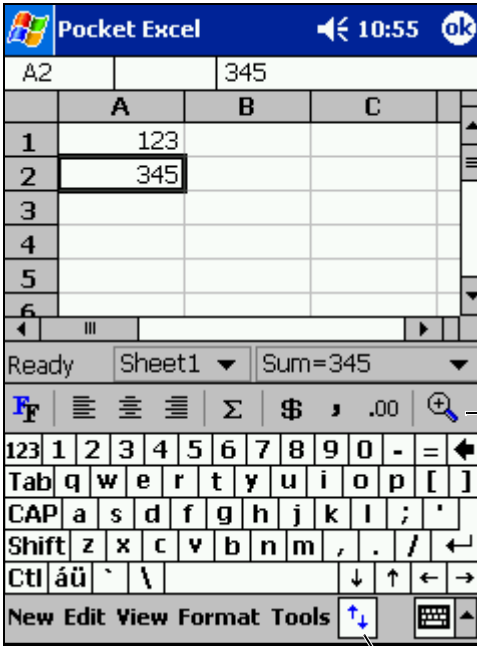 Pocket Excel 10:55 ok
A2 345
A B C
1 123
2 345
3
4
5
6
Ready Sheet1 Sum=345
FF Σ $ , .00
123 1 2 3 4 5 6 7 8 9 0 - =
Tab q w e r t y u i o p [ ]
CAP a s d f g h j k l ; '
Shift z x c v b n m , . /
Ctl áü ` \ ↓ ↑ ← →
New Edit View Format Tools